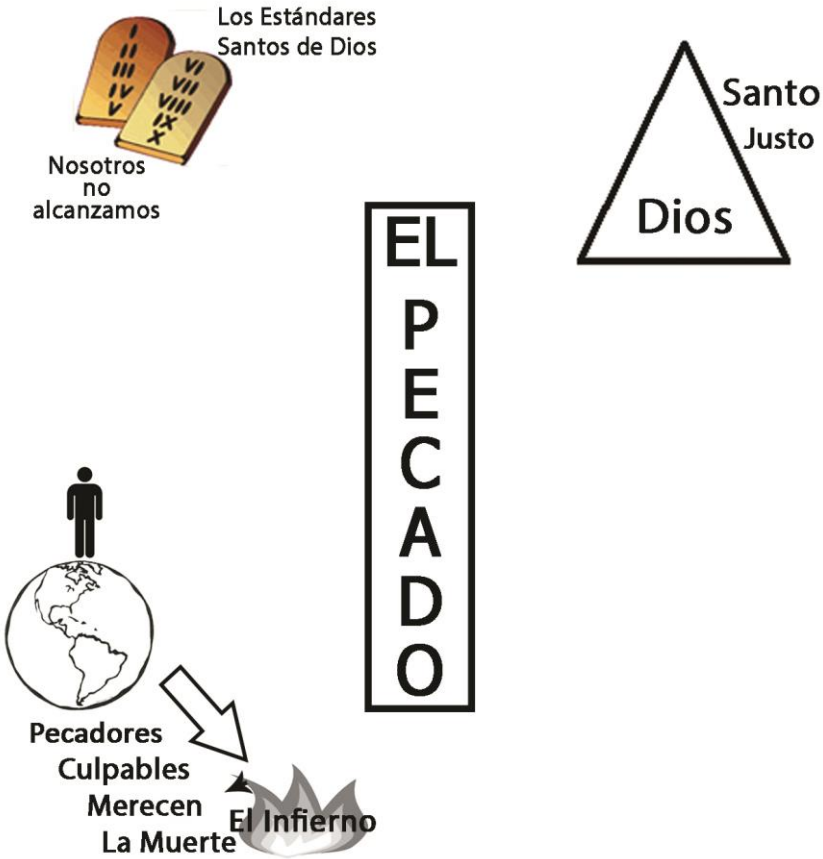 Los Estándares
Santos de Dios
I
II
III
IV
V
VI
VII
VIII
IX
X
Nosotros
no
alcanzamos
Santo
Justo
Dios
EL
P
E
C
A
D
O
Pecadores
Culpables
Merecen
La Muerte
El Infierno